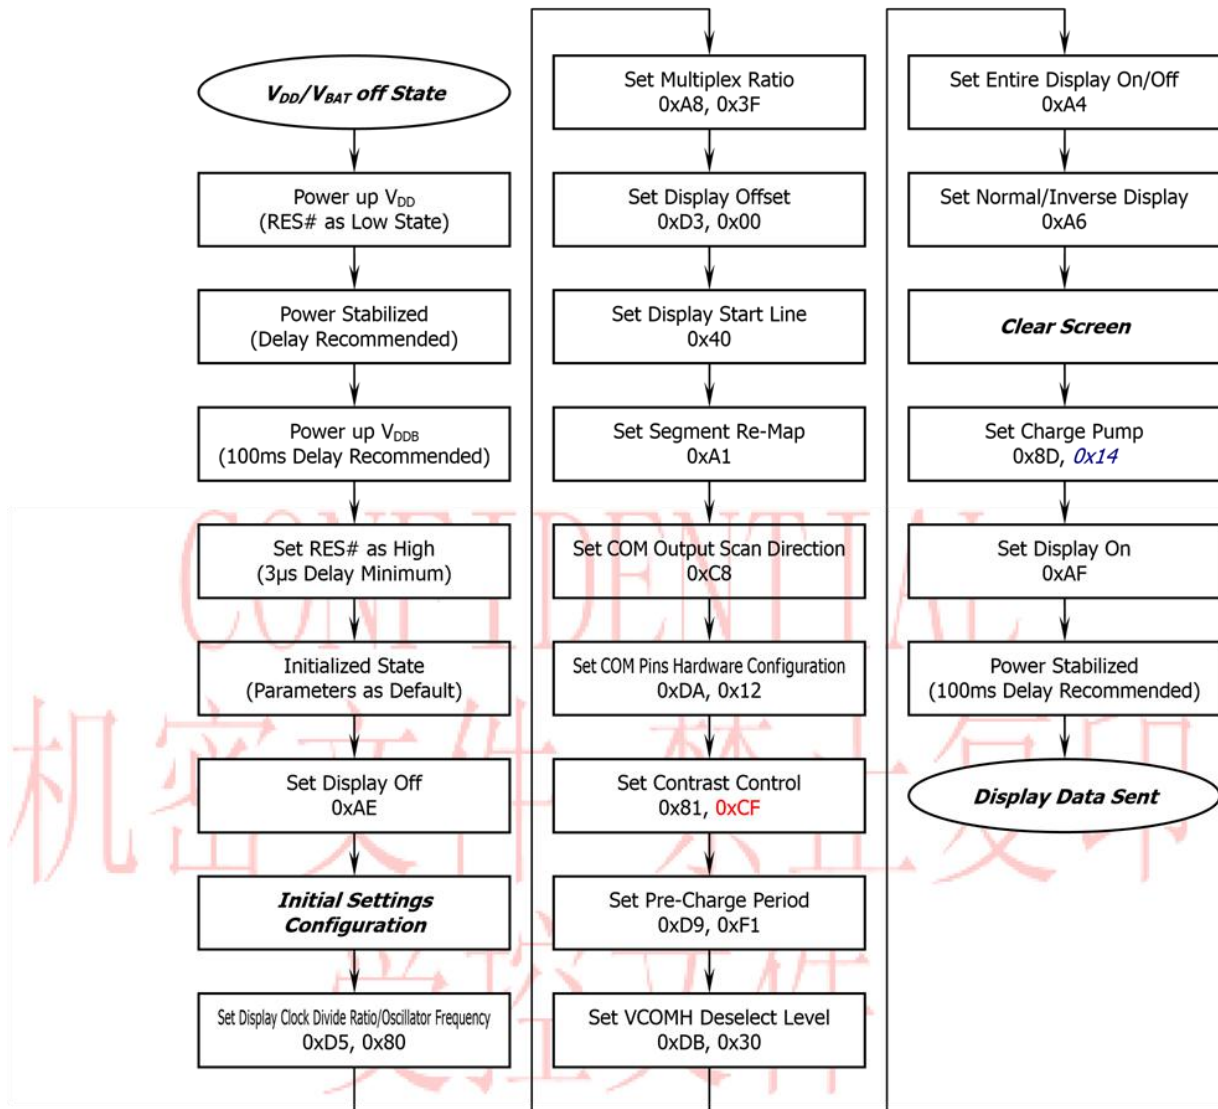 V_DD/V_BAT off State
Power up V_DD
(RES# as Low State)
Power Stabilized
(Delay Recommended)
Power up V_DDB
(100ms Delay Recommended)
Set RES# as High
(3μs Delay Minimum)
Initialized State
(Parameters as Default)
Set Display Off
0xAE
Initial Settings
Configuration
Set Display Clock Divide Ratio/Oscillator Frequency
0xD5, 0x80
Set Multiplex Ratio
0xA8, 0x3F
Set Display Offset
0xD3, 0x00
Set Display Start Line
0x40
Set Segment Re-Map
0xA1
Set COM Output Scan Direction
0xC8
Set COM Pins Hardware Configuration
0xDA, 0x12
Set Contrast Control
0x81, 0xCF
Set Pre-Charge Period
0xD9, 0xF1
Set VCOMH Deselect Level
0xDB, 0x30
Set Entire Display On/Off
0xA4
Set Normal/Inverse Display
0xA6
Clear Screen
Set Charge Pump
0x8D, 0x14
Set Display On
0xAF
Power Stabilized
(100ms Delay Recommended)
Display Data Sent
CONFIDENTIAL
机密文件 禁止复印
受控文件